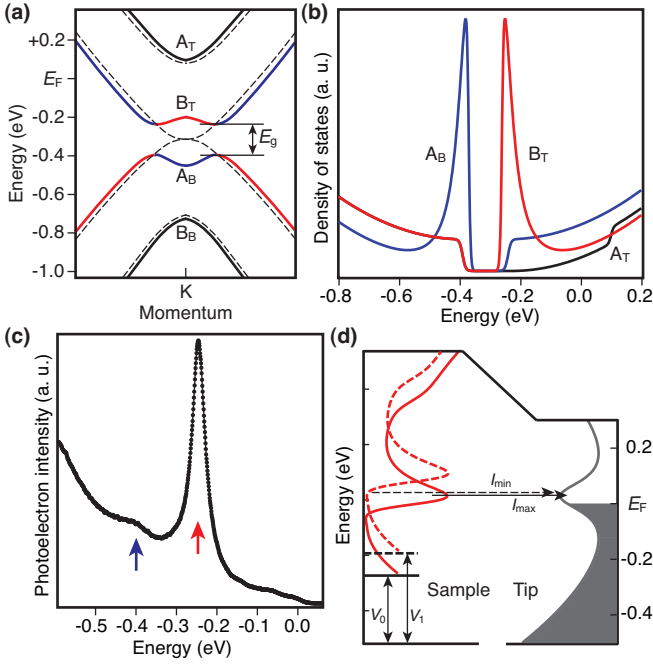 (a)
+0.2
E_F
-0.2
-0.4
-0.6
-0.8
-1.0
Energy (eV)
A_T
B_T
E_g
A_B
B_B
K
Momentum
(b)
Density of states (a. u.)
A_B
B_T
A_T
-0.8 -0.6 -0.4 -0.2 0.0 0.2
Energy (eV)
(c)
Photoelectron intensity (a. u.)
-0.5 -0.4 -0.3 -0.2 -0.1 0.0
Energy (eV)
(d)
Energy (eV)
I_min
I_max
0.2
E_F
-0.2
-0.4
V_0
V_1
Sample Tip